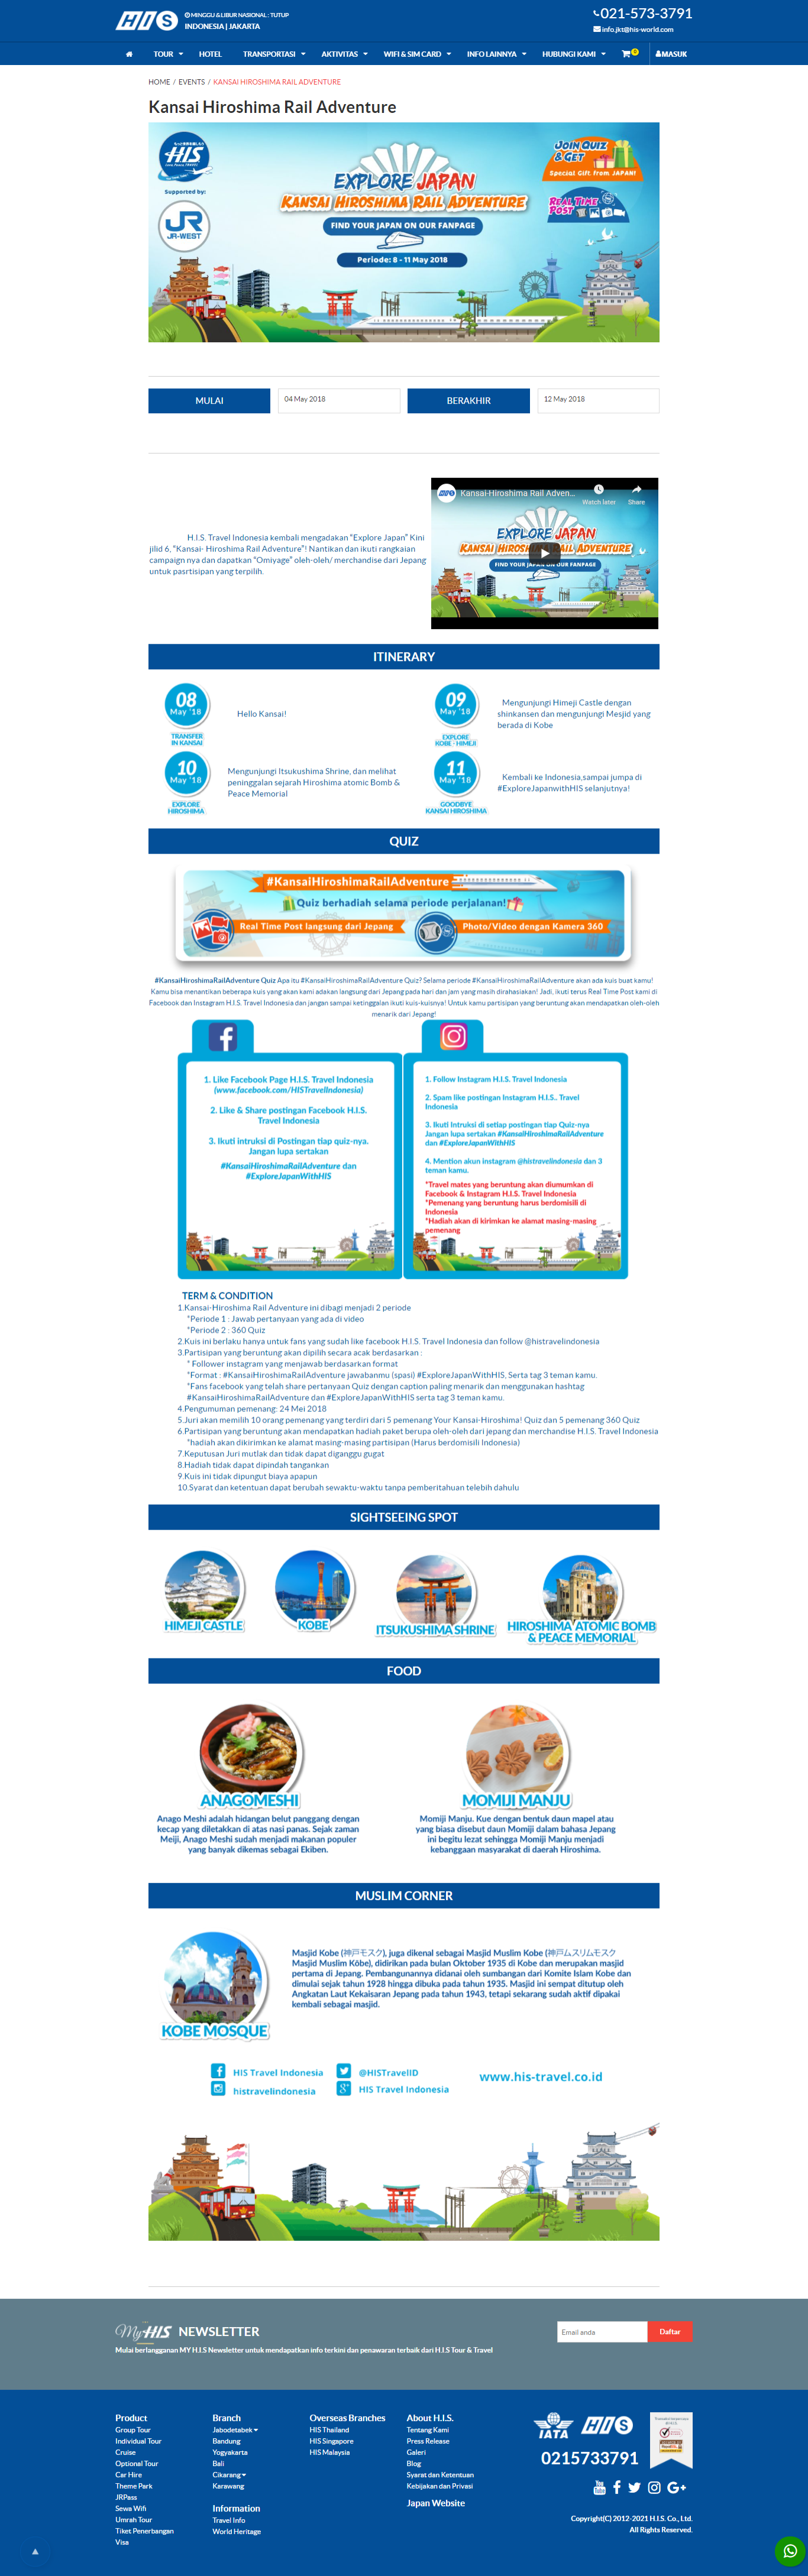 HIS
MINGGU & LIBUR NASIONAL : TUTUP
INDONESIA | JAKARTA
021-573-3791
info.jkt@his-world.com
TOUR
HOTEL
TRANSPORTASI
AKTIVITAS
WIFI & SIM CARD
INFO LAINNYA
HUBUNGI KAMI
0
MASUK
HOME / EVENTS / KANSAI HIROSHIMA RAIL ADVENTURE
Kansai Hiroshima Rail Adventure
HIS
Supported by:
JR
JR-WEST
EXPLORE JAPAN
KANSAI HIROSHIMA RAIL ADVENTURE
FIND YOUR JAPAN ON OUR FANPAGE
Periode: 8 - 11 May 2018
JOIN QUIZ & GET
Special Gift from JAPAN!
REAL TIME POST
MULAI
04 May 2018
BERAKHIR
12 May 2018
H.I.S. Travel Indonesia kembali mengadakan “Explore Japan” Kini
jilid 6, “Kansai- Hiroshima Rail Adventure”! Nantikan dan ikuti rangkaian
campaign nya dan dapatkan “Omiyage” oleh-oleh/ merchandise dari Jepang
untuk pasrtisipan yang terpilih.
Kansai-Hiroshima Rail Adven...
Watch later
Share
EXPLORE JAPAN
KANSAI HIROSHIMA RAIL ADVENTURE
FIND YOUR JAPAN ON OUR FANPAGE
ITINERARY
08
May '18
TRANSFER
IN KANSAI
Hello Kansai!
09
May '18
EXPLORE
KOBE - HIMEJI
Mengunjungi Himeji Castle dengan
shinkansen dan mengunjungi Mesjid yang
berada di Kobe
10
May '18
EXPLORE
HIROSHIMA
Mengunjungi Itsukushima Shrine, dan melihat
peninggalan sejarah Hiroshima atomic Bomb &
Peace Memorial
11
May '18
GOODBYE
KANSAI HIROSHIMA
Kembali ke Indonesia,sampai jumpa di
#ExploreJapanwithHIS selanjutnya!
QUIZ
#KansaiHiroshimaRailAdventure
Quiz berhadiah selama periode perjalanan!
Real Time Post langsung dari Jepang
Photo/Video dengan Kamera 360
#KansaiHiroshimaRailAdventure Quiz Apa itu #KansaiHiroshimaRailAdventure Quiz? Selama periode #KansaiHiroshimaRailAdventure akan ada kuis buat kamu!
Kamu bisa menantikan beberapa kuis yang akan kami adakan langsung dari Jepang pada hari dan jam yang masih dirahasiakan! Jadi, ikuti terus Real Time Post kami di
Facebook dan Instagram H.I.S. Travel Indonesia dan jangan sampai ketinggalan ikuti kuis-kuisnya! Untuk kamu partisipan yang beruntung akan mendapatkan oleh-oleh
menarik dari Jepang!
1. Like Facebook Page H.I.S. Travel Indonesia
(www.facebook.com/HISTravelIndonesia)
2. Like & Share postingan Facebook H.I.S.
Travel Indonesia
3. Ikuti intruksi di Postingan tiap quiz-nya.
Jangan lupa sertakan
#KansaiHiroshimaRailAdventure dan
#ExploreJapanWithHIS
1. Follow Instagram H.I.S. Travel Indonesia
2. Spam like postingan Instagram H.I.S.. Travel
Indonesia
3. Ikuti Intruksi di setiap postingan tiap Quiz-nya
Jangan lupa sertakan #KansaiHiroshimaRailAdventure
dan #ExploreJapanWithHIS
4. Mention akun instagram @histravelindonesia dan 3
teman kamu.
*Travel mates yang beruntung akan diumumkan di
Facebook & Instagram H.I.S. Travel Indonesia
*Pemenang yang beruntung harus berdomisili di
Indonesia
*Hadiah akan di kirimkan ke alamat masing-masing
pemenang
TERM & CONDITION
1.Kansai-Hiroshima Rail Adventure ini dibagi menjadi 2 periode
*Periode 1 : Jawab pertanyaan yang ada di video
*Periode 2 : 360 Quiz
2.Kuis ini berlaku hanya untuk fans yang sudah like facebook H.I.S. Travel Indonesia dan follow @histravelindonesia
3.Partisipan yang beruntung akan dipilih secara acak berdasarkan :
* Follower instagram yang menjawab berdasarkan format
*Format : #KansaiHiroshimaRailAdventure jawabanmu (spasi) #ExploreJapanWithHIS, Serta tag 3 teman kamu.
*Fans facebook yang telah share pertanyaan Quiz dengan caption paling menarik dan menggunakan hashtag
#KansaiHiroshimaRailAdventure dan #ExploreJapanWithHIS serta tag 3 teman kamu.
4.Pengumuman pemenang: 24 Mei 2018
5.Juri akan memilih 10 orang pemenang yang terdiri dari 5 pemenang Your Kansai-Hiroshima! Quiz dan 5 pemenang 360 Quiz
6.Partisipan yang beruntung akan mendapatkan hadiah paket berupa oleh-oleh dari jepang dan merchandise H.I.S. Travel Indonesia
*hadiah akan dikirimkan ke alamat masing-masing partisipan (Harus berdomisili Indonesia)
7.Keputusan Juri mutlak dan tidak dapat diganggu gugat
8.Hadiah tidak dapat dipindah tangankan
9.Kuis ini tidak dipungut biaya apapun
10.Syarat dan ketentuan dapat berubah sewaktu-waktu tanpa pemberitahuan telebih dahulu
SIGHTSEEING SPOT
HIMEJI CASTLE
KOBE
ITSUKUSHIMA SHRINE
HIROSHIMA ATOMIC BOMB
& PEACE MEMORIAL
FOOD
ANAGOMESHI
Anago Meshi adalah hidangan belut panggang dengan
kecap yang diletakkan di atas nasi panas. Sejak zaman
Meiji, Anago Meshi sudah menjadi makanan populer
yang banyak dikemas sebagai Ekiben.
MOMIJI MANJU
Momiji Manju. Kue dengan bentuk daun mapel atau
yang biasa disebut daun Momiji dalam bahasa Jepang
ini begitu lezat sehingga Momiji Manju menjadi
kebanggaan masyarakat di daerah Hiroshima.
MUSLIM CORNER
KOBE MOSQUE
Masjid Kobe (神戸モスク), juga dikenal sebagai Masjid Muslim Kobe (神戸ムスリムモスク
Masjid Muslim Kōbe), didirikan pada bulan Oktober 1935 di Kobe dan merupakan masjid
pertama di Jepang. Pembangunannya didanai oleh sumbangan dari Komite Islam Kobe dan
dimulai sejak tahun 1928 hingga dibuka pada tahun 1935. Masjid ini sempat ditutup oleh
Angkatan Laut Kekaisaran Jepang pada tahun 1943, tetapi sekarang sudah aktif dipakai
kembali sebagai masjid.
HIS Travel Indonesia
@HISTravelID
histravelindonesia
HIS Travel Indonesia
www.his-travel.co.id
My HIS NEWSLETTER
Mulai berlangganan MY H.I.S Newsletter untuk mendapatkan info terkini dan penawaran terbaik dari H.I.S Tour & Travel
Email anda
Daftar
Product
Group Tour
Individual Tour
Cruise
Optional Tour
Car Hire
Theme Park
JRPass
Sewa Wifi
Umrah Tour
Tiket Penerbangan
Visa
Branch
Jabodetabek
Bandung
Yogyakarta
Bali
Cikarang
Karawang
Information
Travel Info
World Heritage
Overseas Branches
HIS Thailand
HIS Singapore
HIS Malaysia
About H.I.S.
Tentang Kami
Press Release
Galeri
Blog
Syarat dan Ketentuan
Kebijakan dan Privasi
Japan Website
IATA
HIS
0215733791
Copyright(C) 2012-2021 H.I.S. Co., Ltd.
All Rights Reserved.